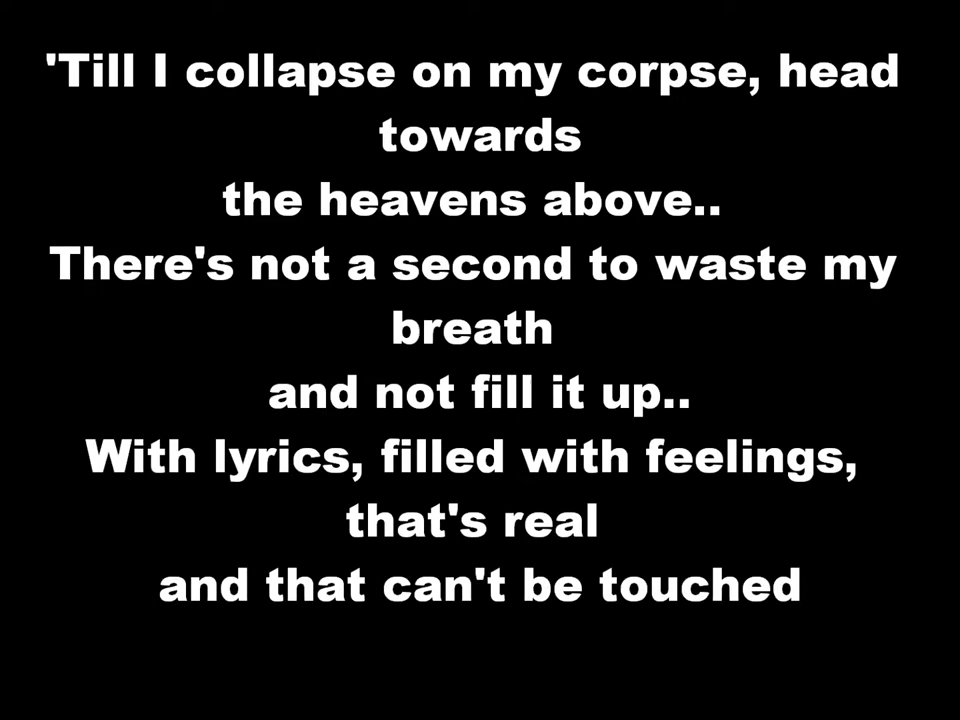 'Till I collapse on my corpse, head
towards
the heavens above..
There's not a second to waste my
breath
and not fill it up..
With lyrics, filled with feelings,
that's real
and that can't be touched